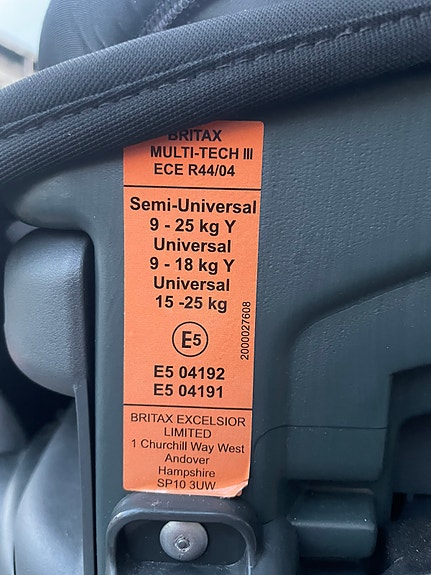 BRITAX
MULTI-TECH III
ECE R44/04
Semi-Universal
9 - 25 kg Y
Universal
9 - 18 kg Y
Universal
15 -25 kg
E5
2000027608
E5 04192
E5 04191
BRITAX EXCELSIOR
LIMITED
1 Churchill Way West
Andover
Hampshire
SP10 3UW